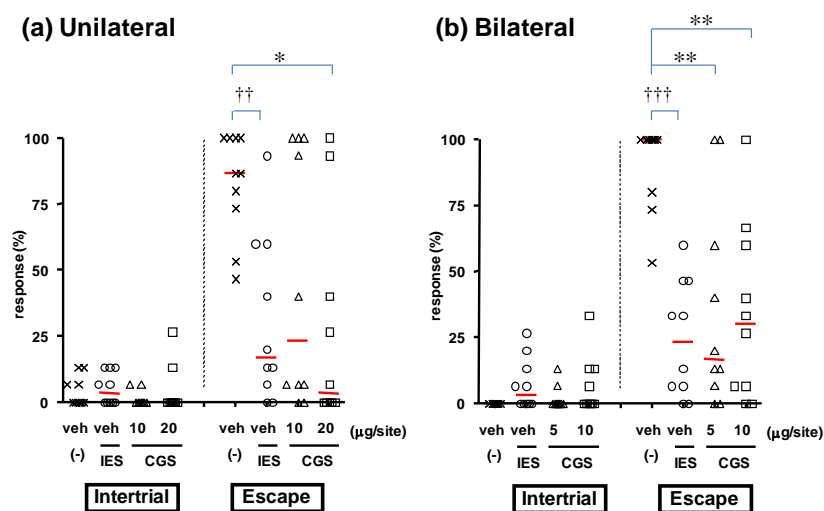 (a) Unilateral
*
††
100
75
50
25
0
response (%)
veh veh 10 20 veh veh 10 20 (μg/site)
(-) IES CGS (-) IES CGS
Intertrial Escape
(b) Bilateral
**
**
†††
100
75
50
25
0
response (%)
veh veh 5 10 veh veh 5 10 (μg/site)
(-) IES CGS (-) IES CGS
Intertrial Escape